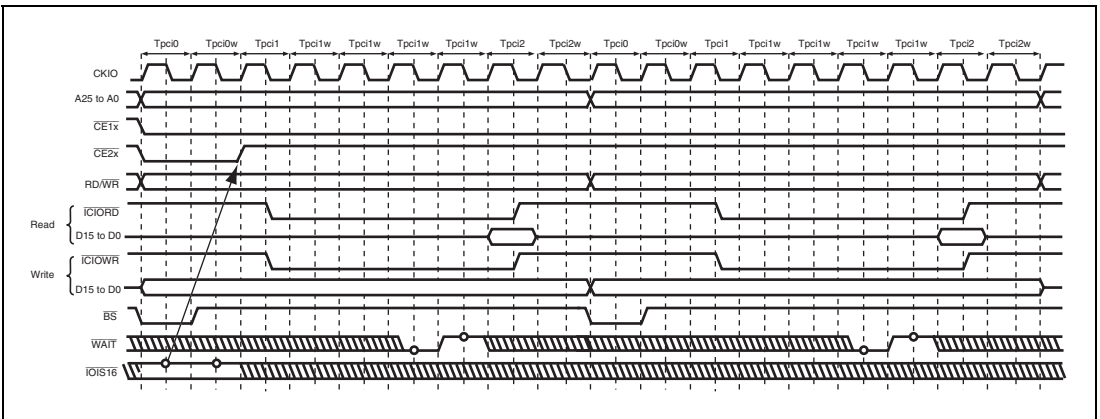 Tpci0 Tpci0w Tpci1 Tpci1w Tpci1w Tpci1w Tpci1w Tpci2 Tpci2w Tpci0 Tpci0w Tpci1 Tpci1w Tpci1w Tpci1w Tpci1w Tpci2 Tpci2w
CKIO
A25 to A0
CE1x
CE2x
RD/WR
Read
ICIORD
D15 to D0
Write
ICIOWR
D15 to D0
BS
WAIT
IOIS16